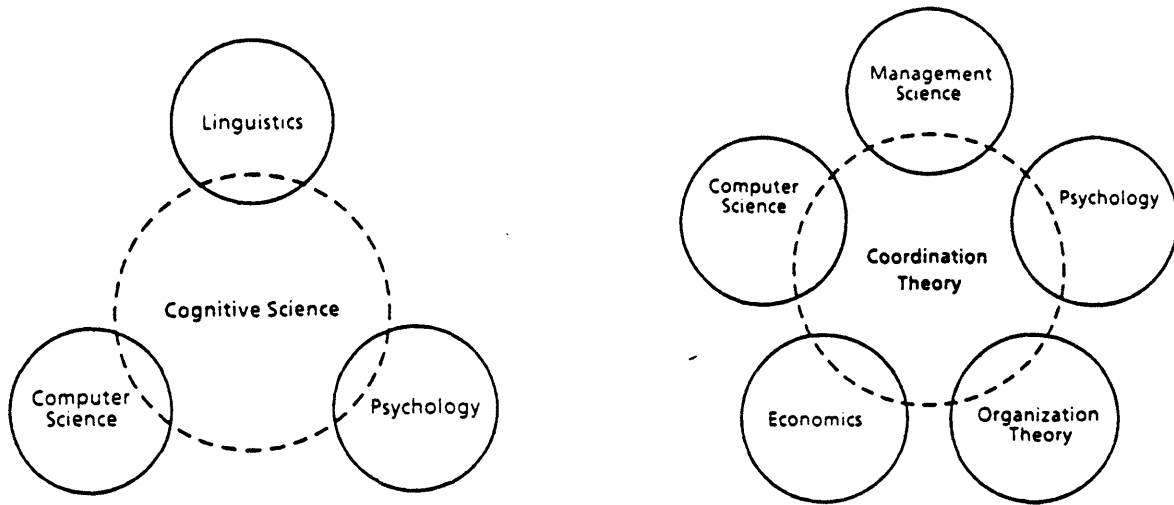 Linguistics
Cognitive Science
Computer
Science
Psychology
Management
Science
Computer
Science
Psychology
Coordination
Theory
Economics
Organization
Theory